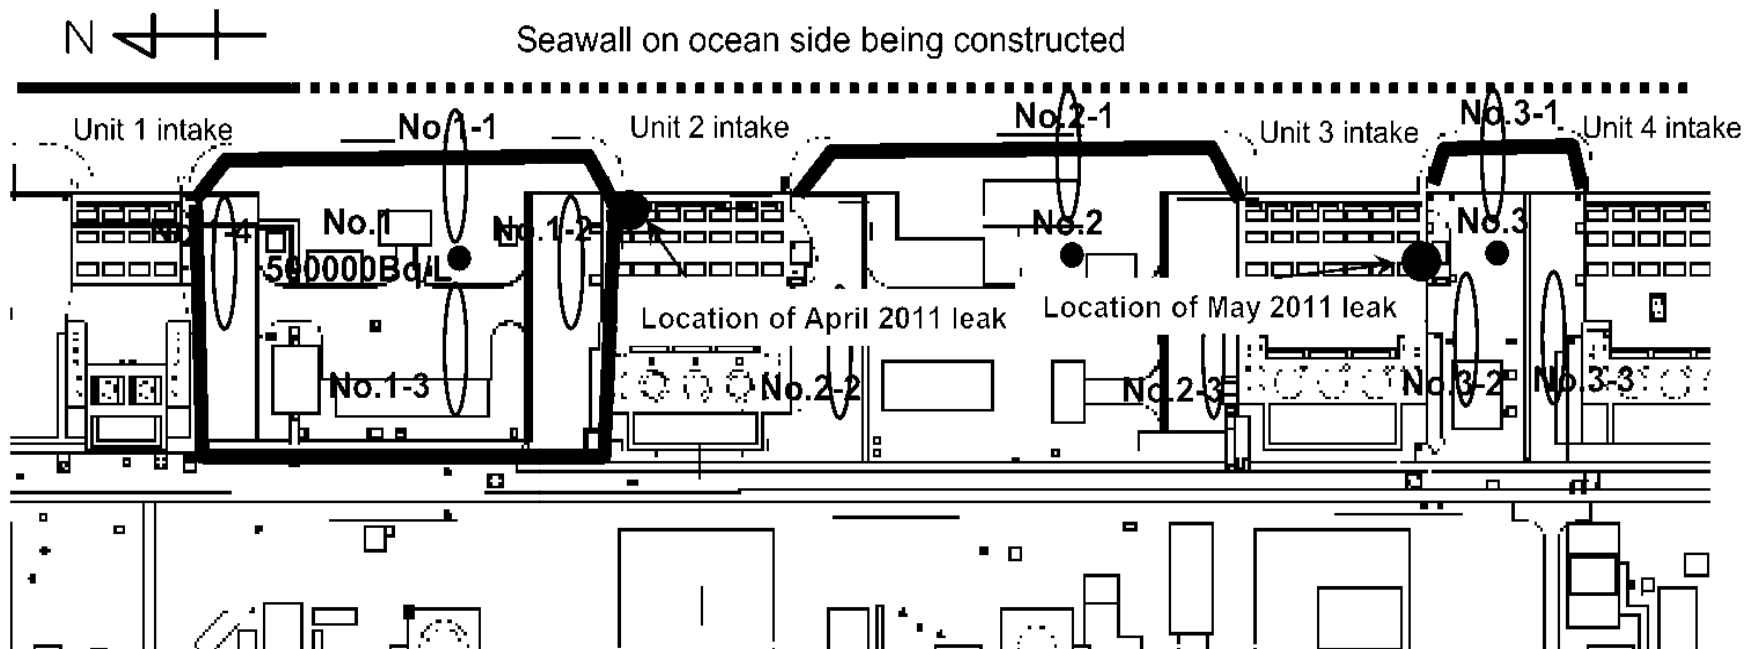 N
Seawall on ocean side being constructed
Unit 1 intake
No.1-1
Unit 2 intake
No.2-1
Unit 3 intake
No.3-1
Unit 4 intake
No.1
No.1-2
No.2
No.3
500000Bq/L
Location of April 2011 leak
Location of May 2011 leak
No.1-3
No.2-2
No.2-3
No.3-2
No.3-3